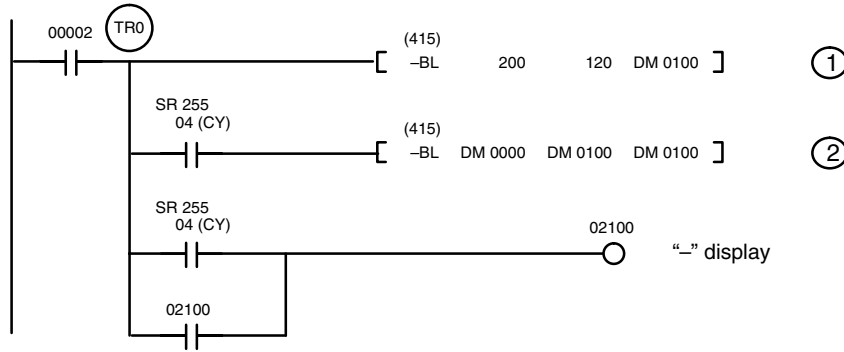 00002
TR0
(415)
–BL 200 120 DM 0100
1
SR 255
04 (CY)
(415)
–BL DM 0000 DM 0100 DM 0100
2
SR 255
04 (CY)
02100
“–” display
02100